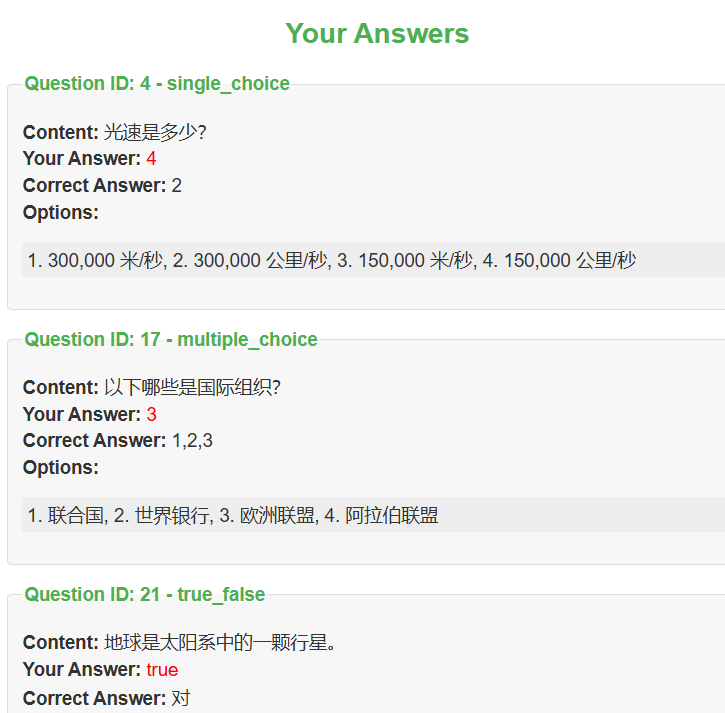 Your Answers
Question ID: 4 - single_choice
Content: 光速是多少?
Your Answer: 4
Correct Answer: 2
Options:
1. 300,000 米/秒, 2. 300,000 公里/秒, 3. 150,000 米/秒, 4. 150,000 公里/秒
Question ID: 17 - multiple_choice
Content: 以下哪些是国际组织?
Your Answer: 3
Correct Answer: 1,2,3
Options:
1. 联合国, 2. 世界银行, 3. 欧洲联盟, 4. 阿拉伯联盟
Question ID: 21 - true_false
Content: 地球是太阳系中的一颗行星。
Your Answer: true
Correct Answer: 对